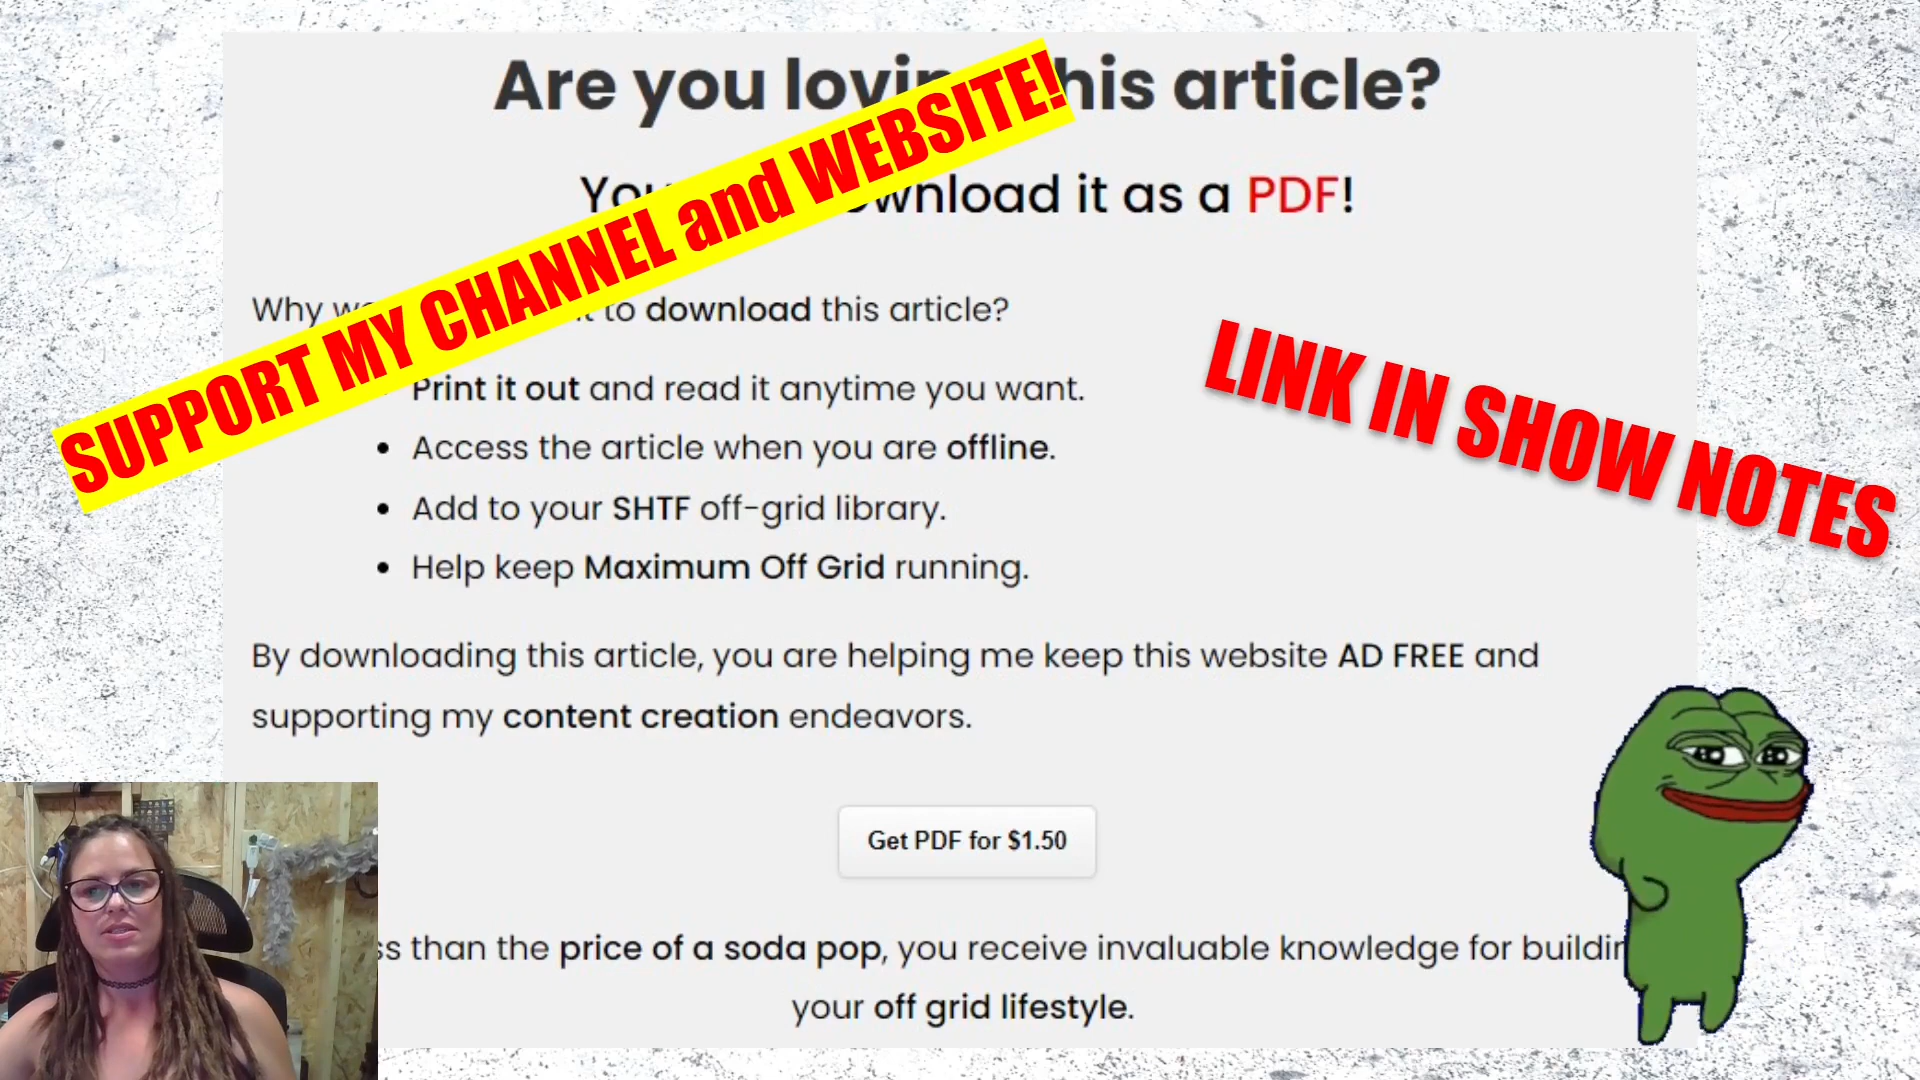 Are you lovin his article?
SUPPORT MY CHANNEL and WEBSITE!
You wnload it as a PDF!
Why w to download this article?
LINK IN SHOW NOTES
Print it out and read it anytime you want.
• Access the article when you are offline.
• Add to your SHTF off-grid library.
• Help keep Maximum Off Grid running.
By downloading this article, you are helping me keep this website AD FREE and
supporting my content creation endeavors.
Get PDF for $1.50
ss than the price of a soda pop, you receive invaluable knowledge for buildin
your off grid lifestyle.